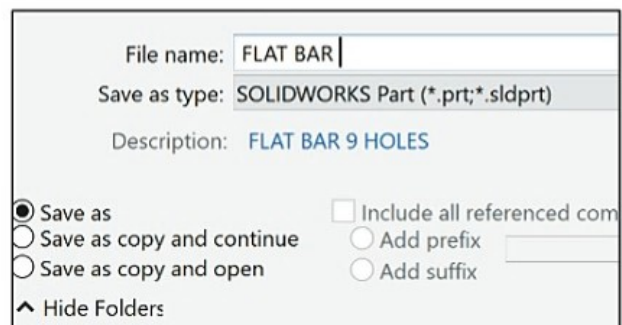 File name: FLAT BAR
Save as type: SOLIDWORKS Part (*.prt;*.sldprt)
Description: FLAT BAR 9 HOLES
Save as
Include all referenced com
Save as copy and continue
Add prefix
Save as copy and open
Add suffix
Hide Folders